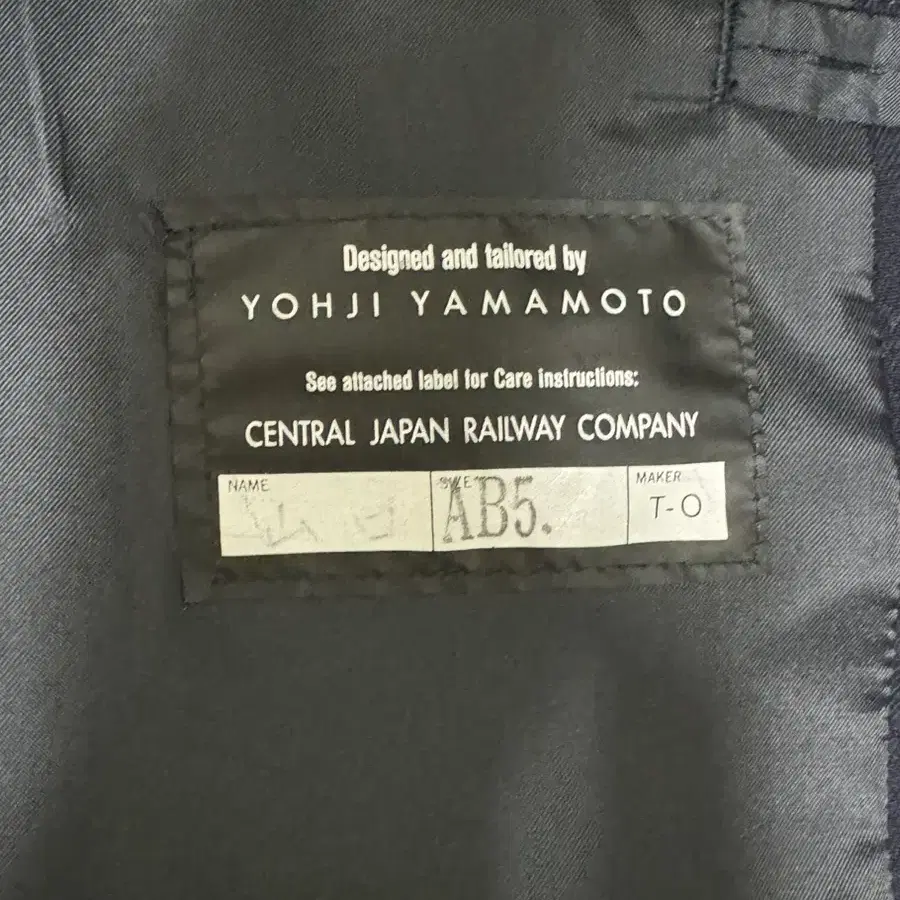 Designed and tailored by
YOHJI YAMAMOTO
See attached label for Care instructions:
CENTRAL JAPAN RAILWAY COMPANY
NAME
AB5.
MAKER
T-O